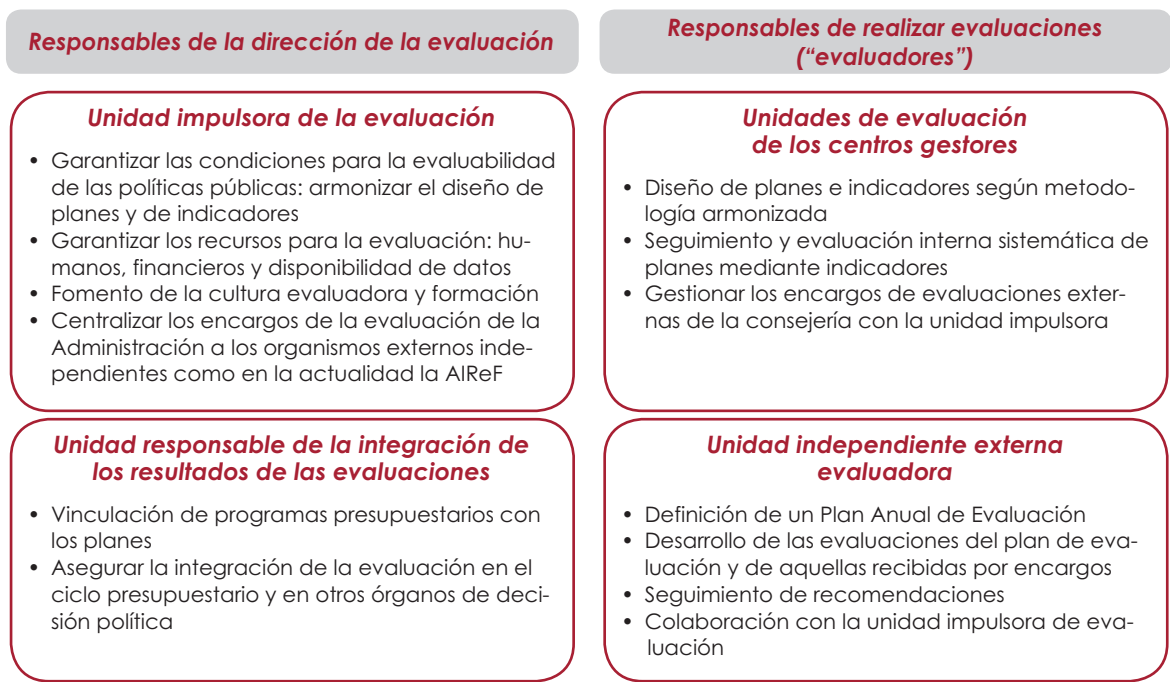 Responsables de la dirección de la evaluación
Responsables de realizar evaluaciones
(“evaluadores”)
Unidad impulsora de la evaluación
• Garantizar las condiciones para la evaluabilidad
de las políticas públicas: armonizar el diseño de
planes y de indicadores
• Garantizar los recursos para la evaluación: hu-
manos, financieros y disponibilidad de datos
• Fomento de la cultura evaluadora y formación
• Centralizar los encargos de la evaluación de la
Administración a los organismos externos inde-
pendientes como en la actualidad la AIReF
Unidades de evaluación
de los centros gestores
• Diseño de planes e indicadores según metodo-
logía armonizada
• Seguimiento y evaluación interna sistemática de
planes mediante indicadores
• Gestionar los encargos de evaluaciones exter-
nas de la consejería con la unidad impulsora
Unidad responsable de la integración de
los resultados de las evaluaciones
• Vinculación de programas presupuestarios con
los planes
• Asegurar la integración de la evaluación en el
ciclo presupuestario y en otros órganos de deci-
sión política
Unidad independiente externa
evaluadora
• Definición de un Plan Anual de Evaluación
• Desarrollo de las evaluaciones del plan de eva-
luación y de aquellas recibidas por encargos
• Seguimiento de recomendaciones
• Colaboración con la unidad impulsora de eva-
luación